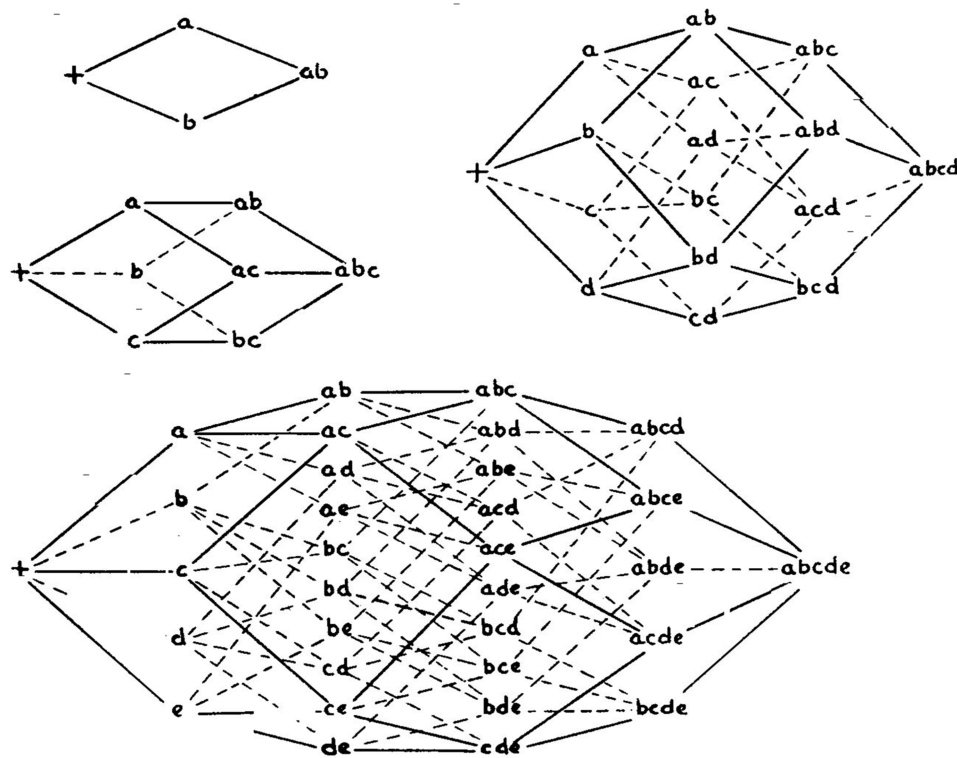 a
+ ab
b
a ab
+ b ac abc
c bc
ab
a abc
ac
b ad abd
+ abcd
c bc acd
bd
d bcd
cd
ab abc
a ac abd abcd
ad abe
b ae acd abce
bc ace
+ c bd ade abde abcde
be bcd
d cd bce acde
e ce bde bcde
de cde